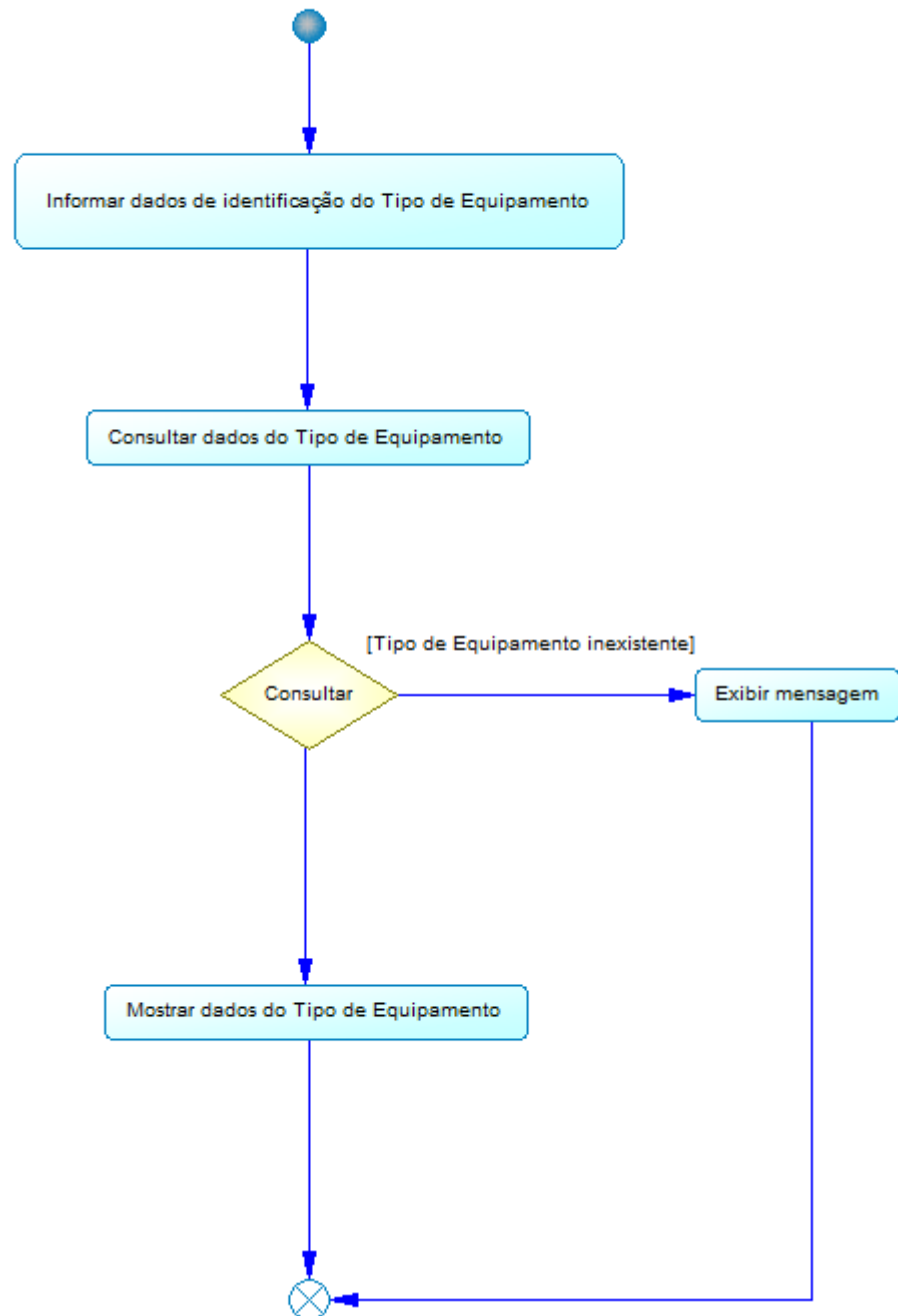 Informar dados de identificação do Tipo de Equipamento
Consultar dados do Tipo de Equipamento
[Tipo de Equipamento inexistente]
Consultar
Exibir mensagem
Mostrar dados do Tipo de Equipamento